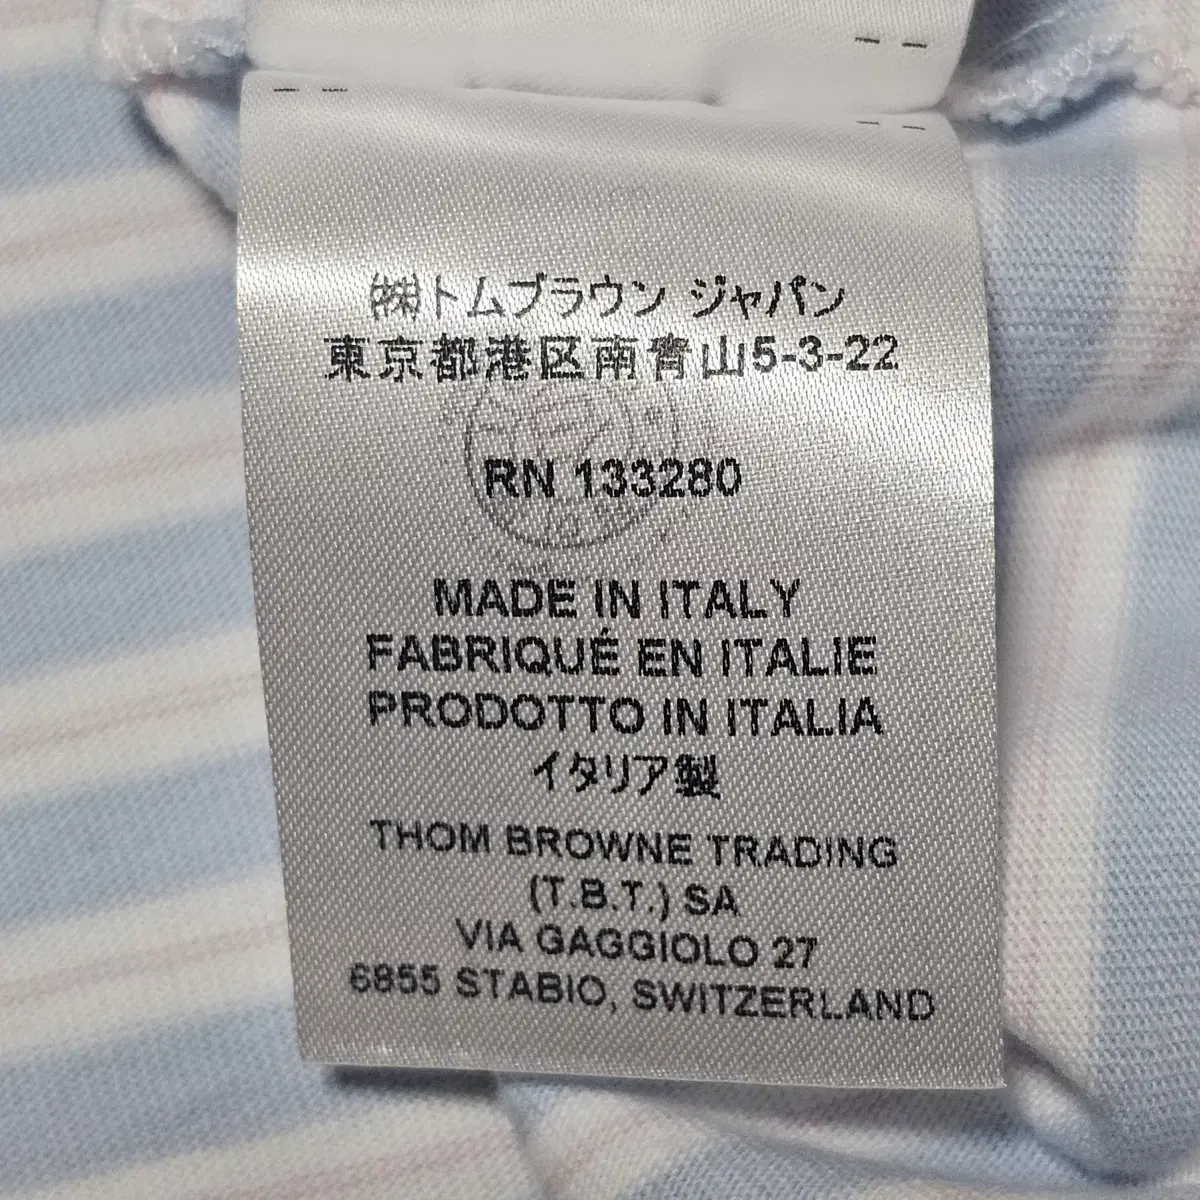 ㈱トムブラウン ジャパン
東京都港区南青山5-3-22
RN 133280
MADE IN ITALY
FABRIQUÉ EN ITALIE
PRODOTTO IN ITALIA
イタリア製
THOM BROWNE TRADING
(T.B.T.) SA
VIA GAGGIOLO 27
6855 STABIO, SWITZERLAND